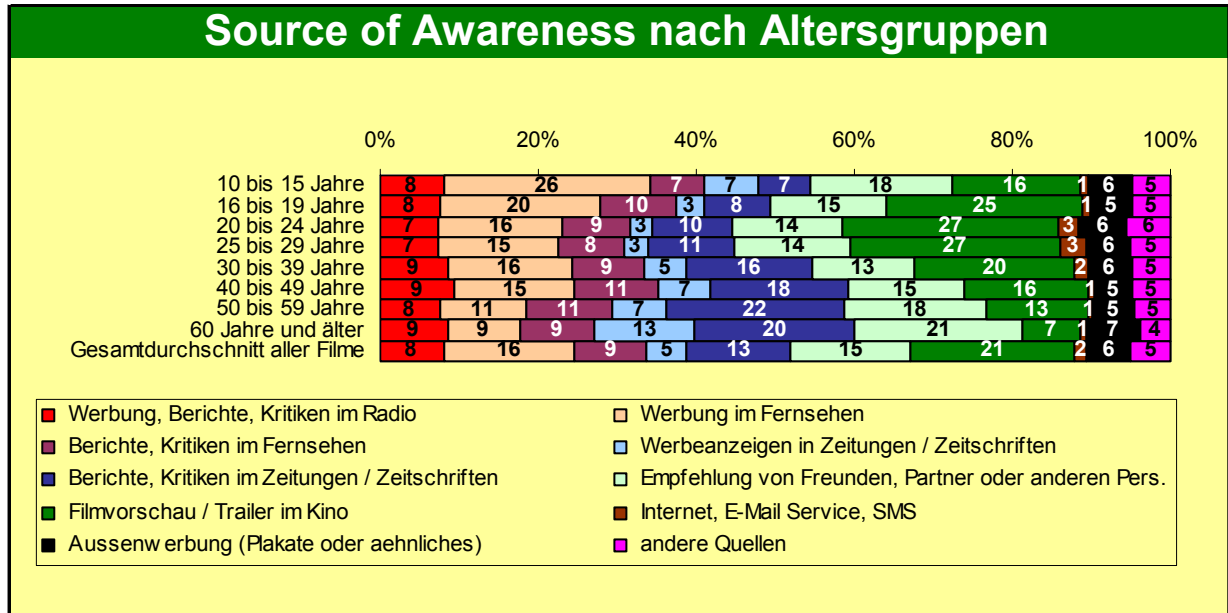 Source of Awareness nach Altersgruppen
0% 20% 40% 60% 80% 100%
10 bis 15 Jahre 8 26 7 7 7 18 16 1 6 5
16 bis 19 Jahre 8 20 10 3 8 15 25 1 5 5
20 bis 24 Jahre 7 16 9 3 10 14 27 3 6 6
25 bis 29 Jahre 7 15 8 3 11 14 27 3 6 5
30 bis 39 Jahre 9 16 9 5 16 13 20 2 6 5
40 bis 49 Jahre 9 15 11 7 18 15 16 1 5 5
50 bis 59 Jahre 8 11 11 7 22 18 13 1 5 5
60 Jahre und älter 9 9 9 13 20 21 7 1 7 4
Gesamtdurchschnitt aller Filme 8 16 9 5 13 15 21 2 6 5
Werbung, Berichte, Kritiken im Radio Werbung im Fernsehen
Berichte, Kritiken im Fernsehen Werbeanzeigen in Zeitungen / Zeitschriften
Berichte, Kritiken im Zeitungen / Zeitschriften Empfehlung von Freunden, Partner oder anderen Pers.
Filmvorschau / Trailer im Kino Internet, E-Mail Service, SMS
Aussenwerbung (Plakate oder aehnliches) andere Quellen